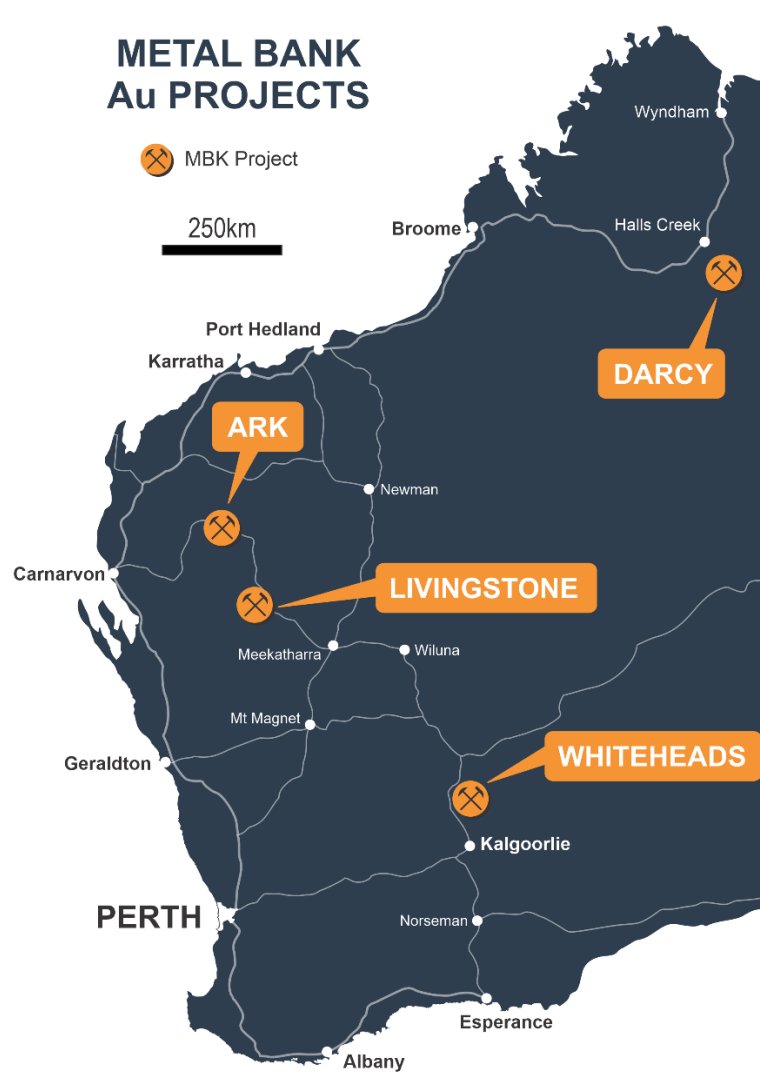 METAL BANK
Au PROJECTS
MBK Project
250km
Wyndham
Halls Creek
Broome
DARCY
Port Hedland
Karratha
ARK
Newman
Carnarvon
LIVINGSTONE
Meekatharra
Wiluna
Mt Magnet
Geraldton
WHITEHEADS
Kalgoorlie
PERTH
Norseman
Esperance
Albany